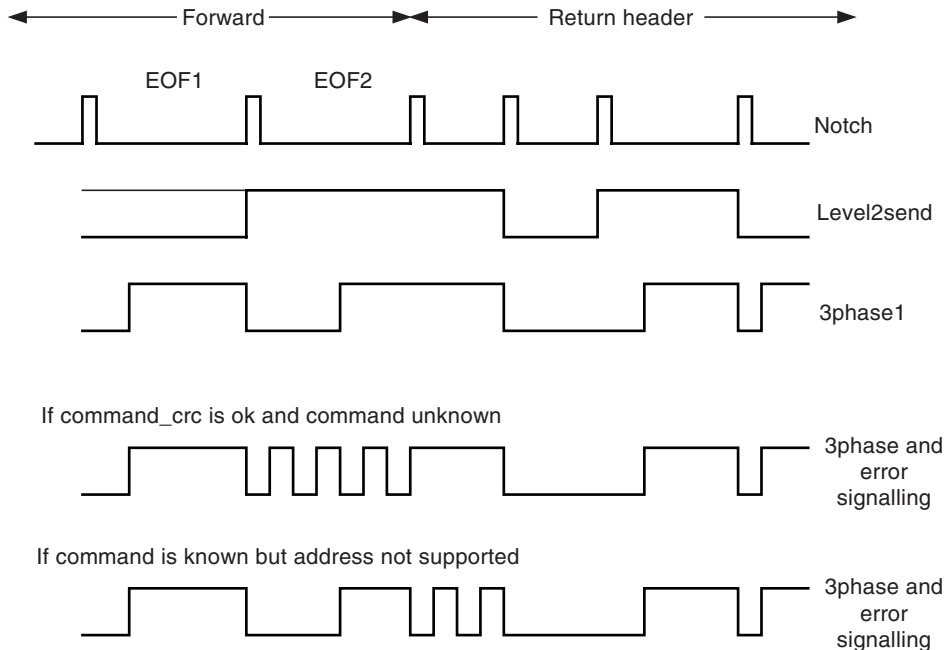 Forward
Return header
EOF1
EOF2
Notch
Level2send
3phase1
If command_crc is ok and command unknown
3phase and
error
signalling
If command is known but address not supported
3phase and
error
signalling